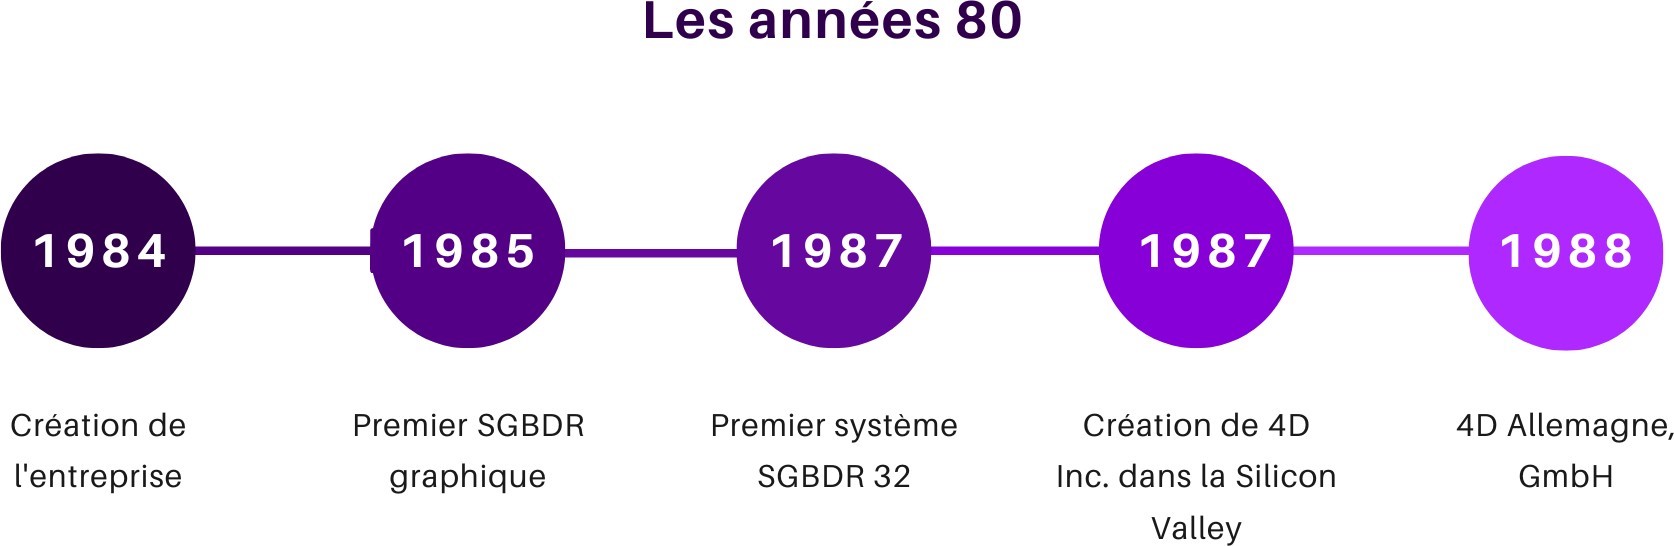 Les années 80
1984
1985
1987
1987
1988
Création de
l'entreprise
Premier SGBDR
graphique
Premier système
SGBDR 32
Création de 4D
Inc. dans la Silicon
Valley
4D Allemagne,
GmbH